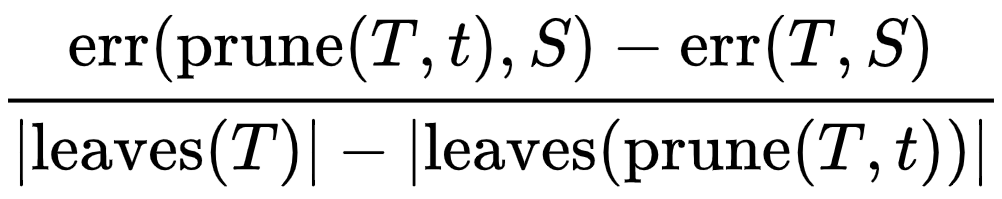 err(prune(T, t), S) − err(T, S)
|leaves(T)| − |leaves(prune(T, t))|